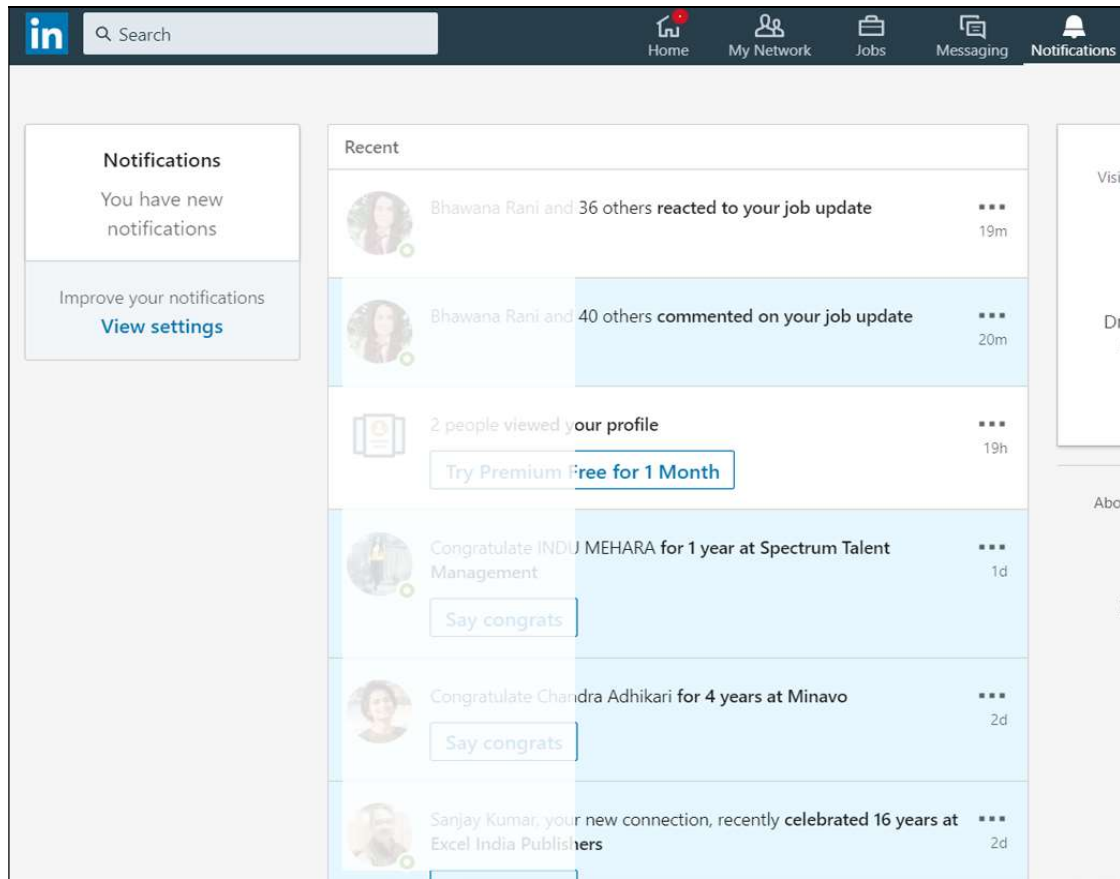 in
Search
Home
My Network
Jobs
Messaging
Notifications
Notifications
You have new
notifications
Improve your notifications
View settings
Recent
Bhawana Rani and 36 others reacted to your job update
19m
Bhawana Rani and 40 others commented on your job update
20m
2 people viewed your profile
19h
Try Premium Free for 1 Month
Congratulate INDU MEHARA for 1 year at Spectrum Talent
Management
1d
Say congrats
Congratulate Chandra Adhikari for 4 years at Minavo
2d
Say congrats
Sanjay Kumar, your new connection, recently celebrated 16 years at
Excel India Publishers
2d